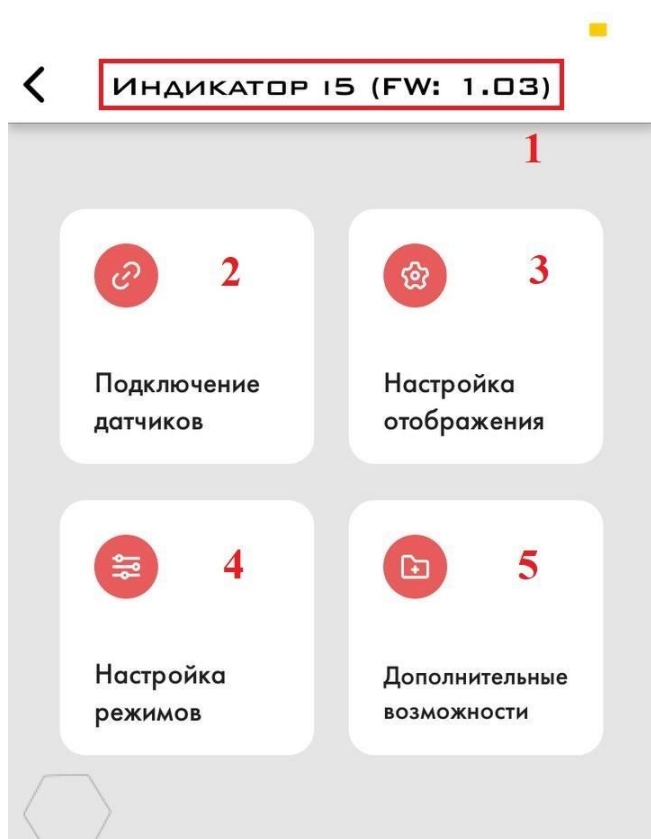 Индикатор i5 (FW: 1.03)
1
2
3
Подключение
датчиков
Настройка
отображения
4
5
Настройка
режимов
Дополнительные
возможности